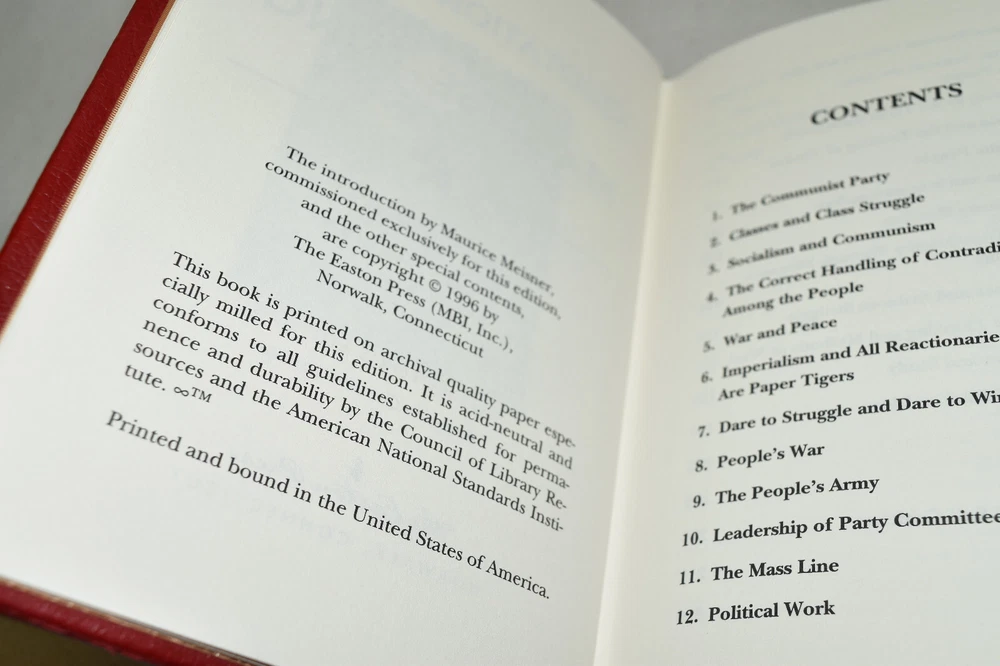 The introduction by Maurice Meisner,
commissioned exclusively for this edition,
and the other special contents,
are copyright © 1996 by
The Easton Press (MBI, Inc.),
Norwalk, Connecticut
This book is printed on archival quality paper espe-
cially milled for this edition. It is acid-neutral and
conforms to all guidelines established for perma-
nence and durability by the Council of Library Re-
sources and the American National Standards Insti-
tute. ∞™
Printed and bound in the United States of America.
CONTENTS
1. The Communist Party
2. Classes and Class Struggle
3. Socialism and Communism
4. The Correct Handling of Contradi
Among the People
5. War and Peace
6. Imperialism and All Reactionarie
Are Paper Tigers
7. Dare to Struggle and Dare to Win
8. People's War
9. The People's Army
10. Leadership of Party Committee
11. The Mass Line
12. Political Work